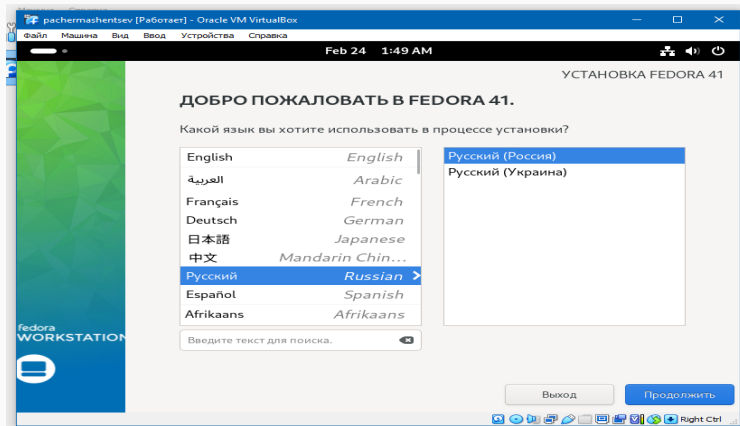 pachermashentsev [Работает] - Oracle VM VirtualBox
Файл Машина Вид Ввод Устройства Справка
Feb 24 1:49 AM
УСТАНОВКА FEDORA 41
ДОБРО ПОЖАЛОВАТЬ В FEDORA 41.
Какой язык вы хотите использовать в процессе установки?
English English
العربية Arabic
Français French
Deutsch German
日本語 Japanese
中文 Mandarin Chin...
Русский Russian
Español Spanish
Afrikaans Afrikaans
Русский (Россия)
Русский (Украина)
Введите текст для поиска.
fedora
WORKSTATION
Выход Продолжить
Right Ctrl